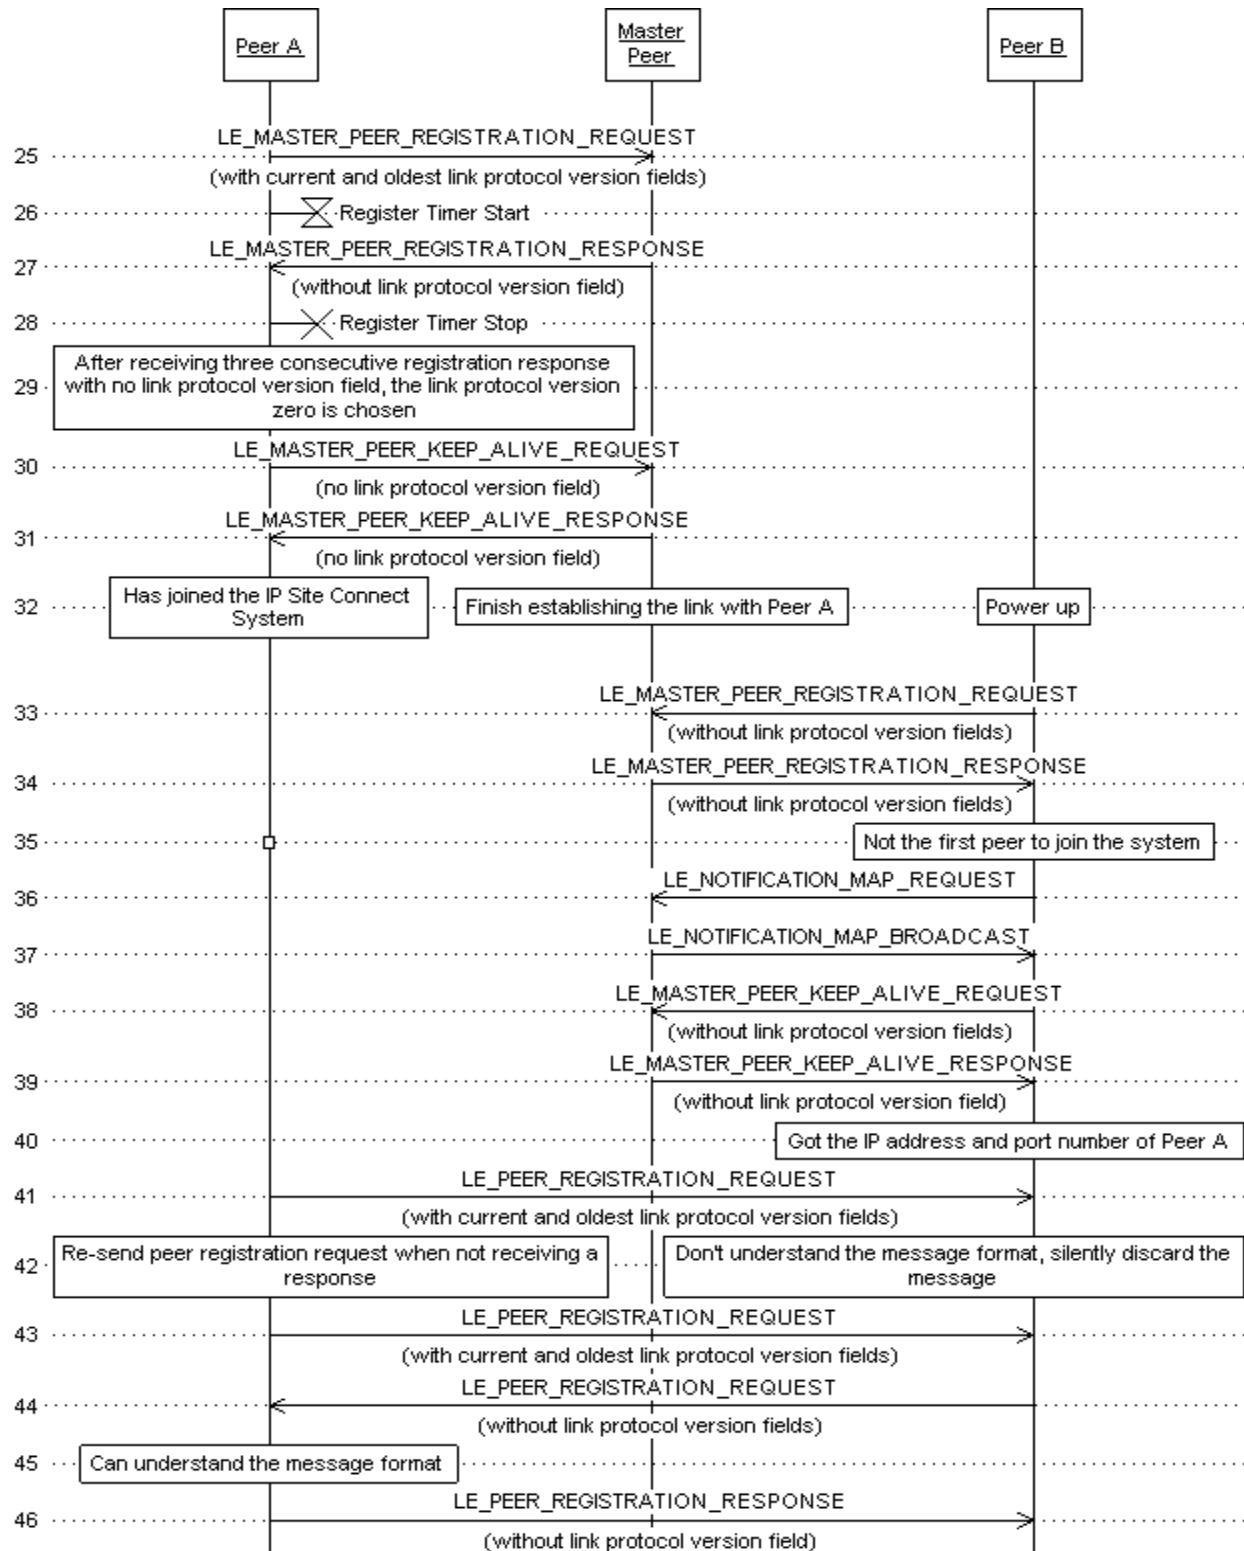 Peer A
Master
Peer
Peer B
LE_MASTER_PEER_REGISTRATION_REQUEST
25
(with current and oldest link protocol version fields)
26
Register Timer Start
LE_MASTER_PEER_REGISTRATION_RESPONSE
27
(without link protocol version field)
28
Register Timer Stop
After receiving three consecutive registration response
29
with no link protocol version field, the link protocol version
zero is chosen
LE_MASTER_PEER_KEEP_ALIVE_REQUEST
30
(no link protocol version field)
LE_MASTER_PEER_KEEP_ALIVE_RESPONSE
31
(no link protocol version field)
32
Has joined the IP Site Connect
System
Finish establishing the link with Peer A
Power up
LE_MASTER_PEER_REGISTRATION_REQUEST
33
(without link protocol version fields)
LE_MASTER_PEER_REGISTRATION_RESPONSE
34
(without link protocol version fields)
35
Not the first peer to join the system
LE_NOTIFICATION_MAP_REQUEST
36
LE_NOTIFICATION_MAP_BROADCAST
37
LE_MASTER_PEER_KEEP_ALIVE_REQUEST
38
(without link protocol version fields)
LE_MASTER_PEER_KEEP_ALIVE_RESPONSE
39
(without link protocol version field)
40
Got the IP address and port number of Peer A
LE_PEER_REGISTRATION_REQUEST
41
(with current and oldest link protocol version fields)
42
Re-send peer registration request when not receiving a
response
Don't understand the message format, silently discard the
message
LE_PEER_REGISTRATION_REQUEST
43
(with current and oldest link protocol version fields)
LE_PEER_REGISTRATION_REQUEST
44
(without link protocol version fields)
45
Can understand the message format
LE_PEER_REGISTRATION_RESPONSE
46
(without link protocol version field)